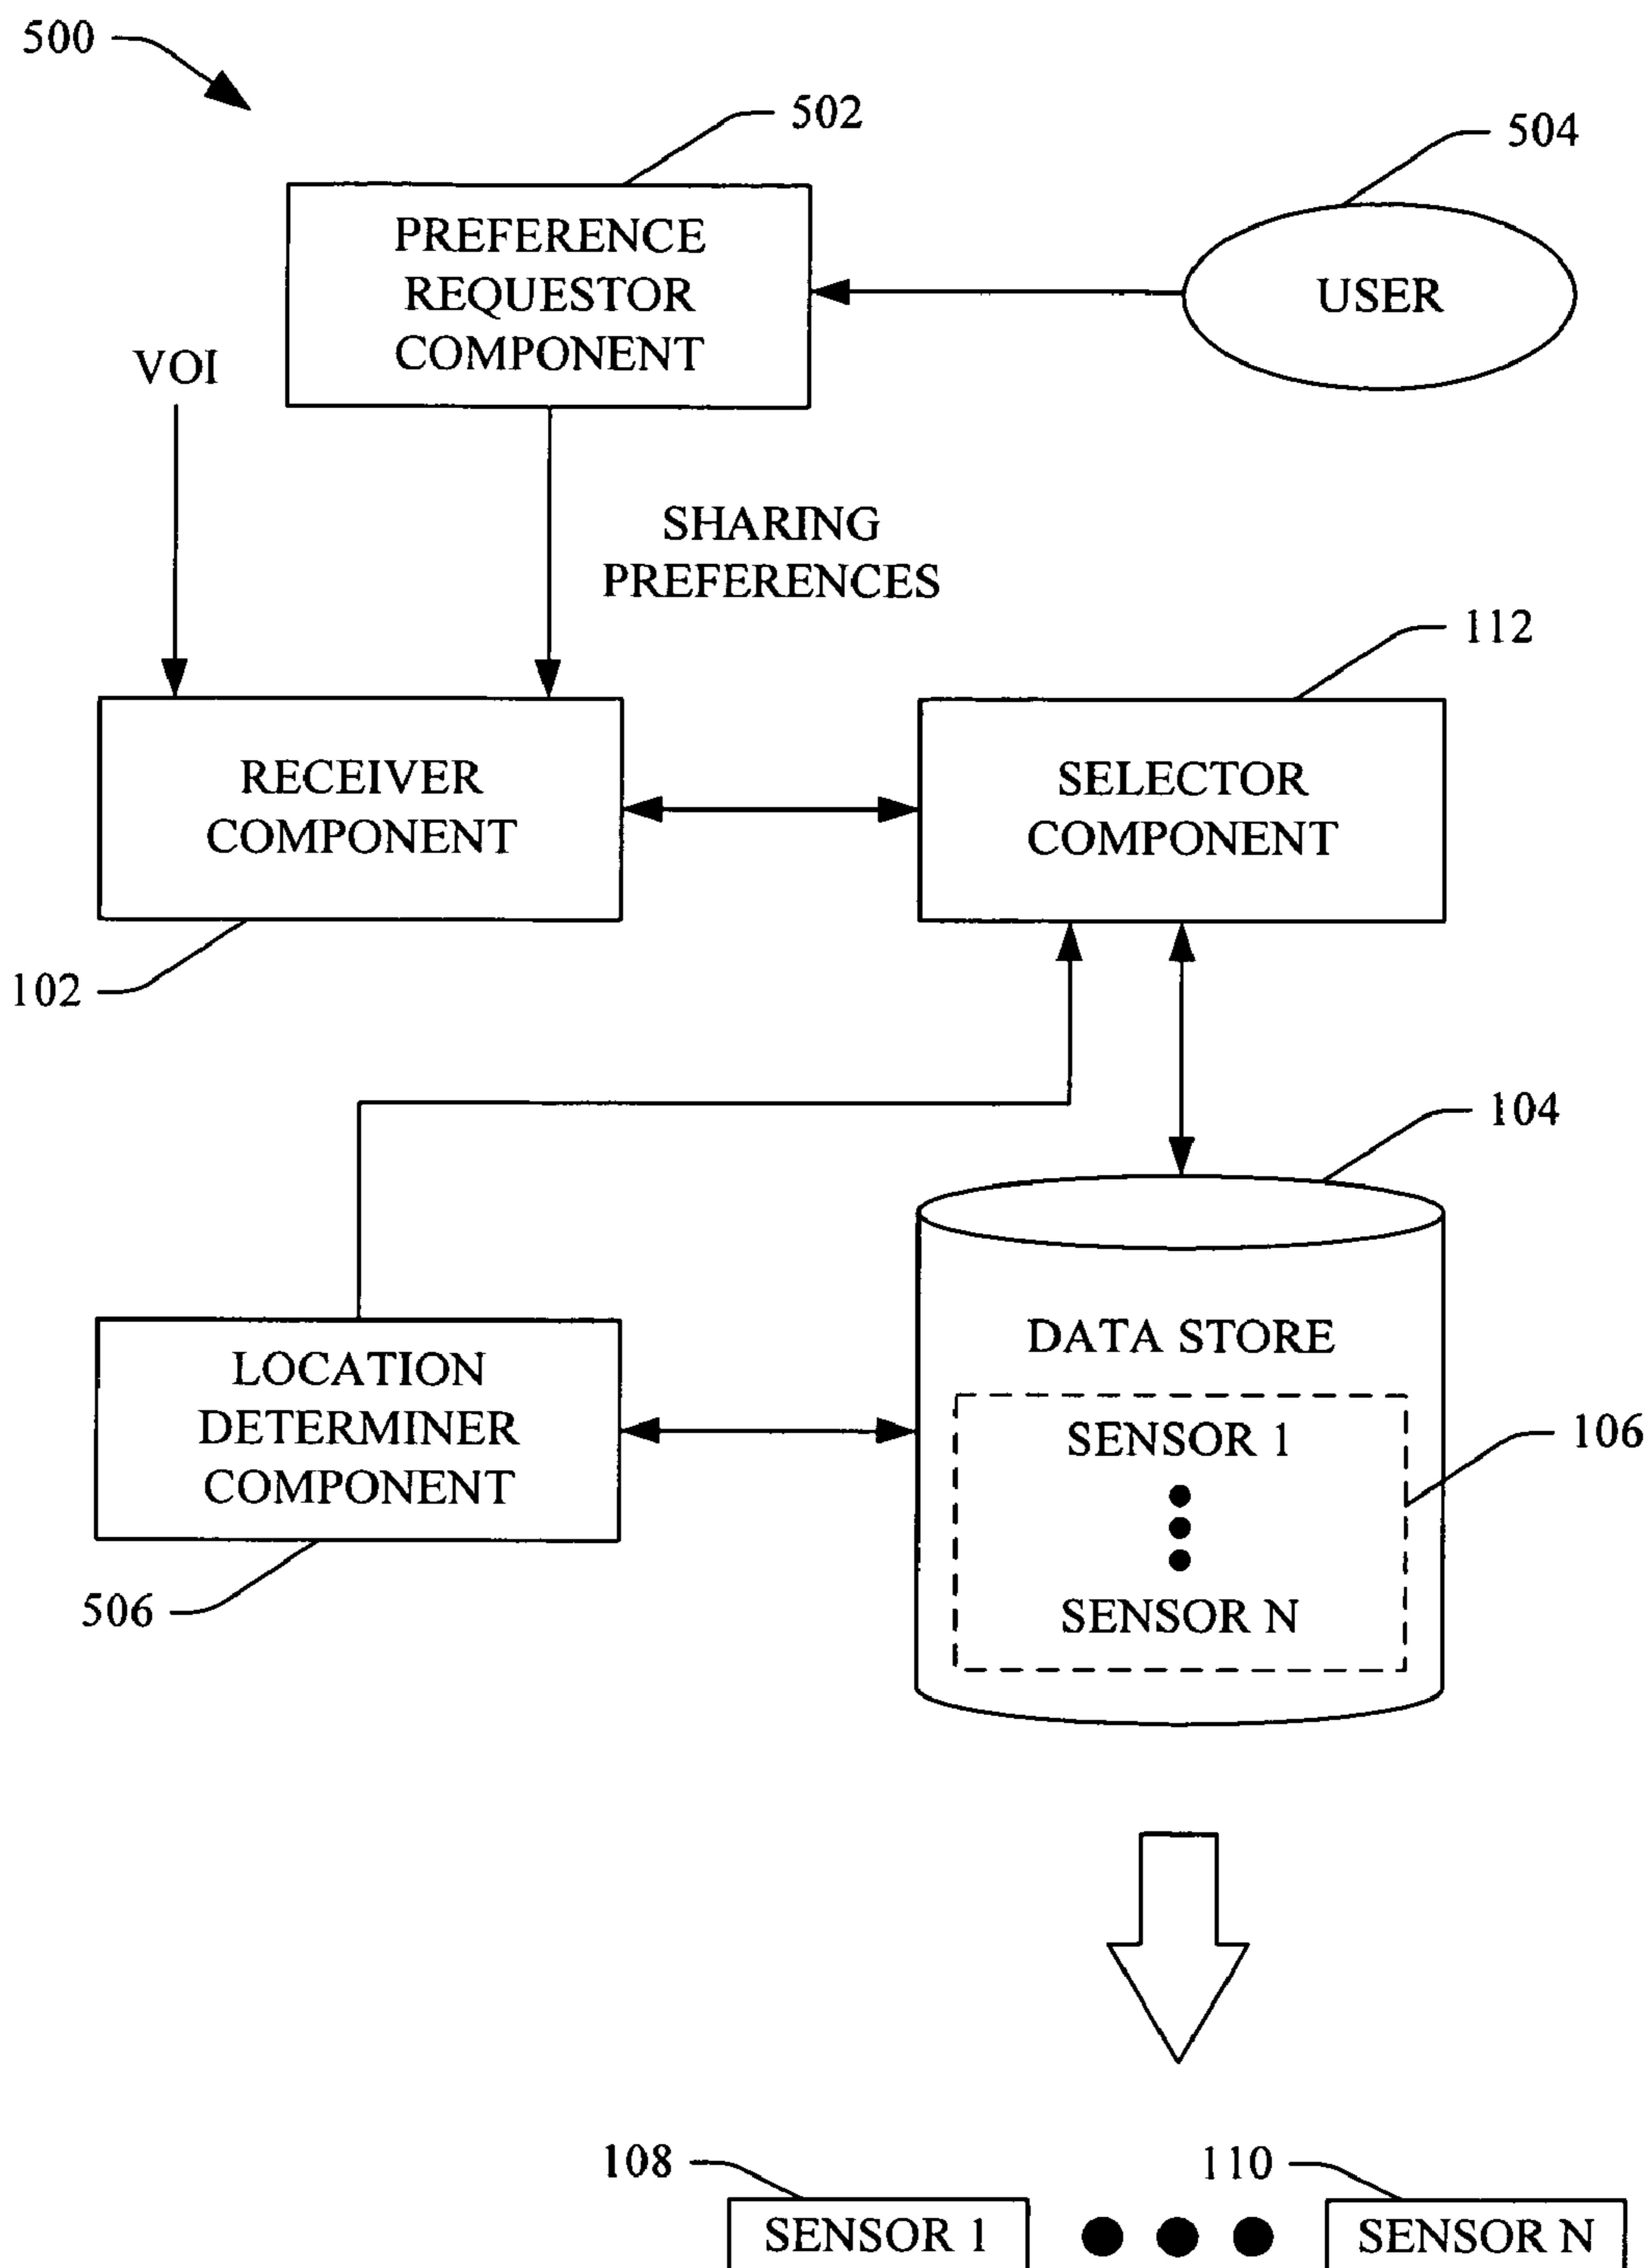 500
502
504
PREFERENCE
REQUESTOR
COMPONENT
USER
VOI
SHARING
PREFERENCES
112
RECEIVER
COMPONENT
SELECTOR
COMPONENT
102
104
LOCATION
DETERMINER
COMPONENT
DATA STORE
SENSOR 1
106
SENSOR N
506
108
110
SENSOR 1
SENSOR N